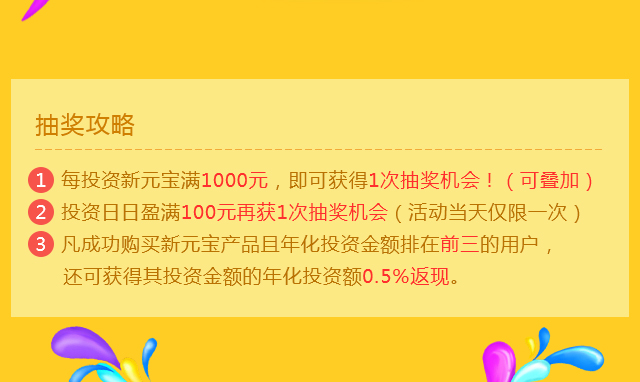 抽奖攻略
1 每投资新元宝满1000元，即可获得1次抽奖机会！（可叠加）
2 投资日日盈满100元再获1次抽奖机会（活动当天仅限一次）
3 凡成功购买新元宝产品且年化投资金额排在前三的用户，
还可获得其投资金额的年化投资额0.5%返现。